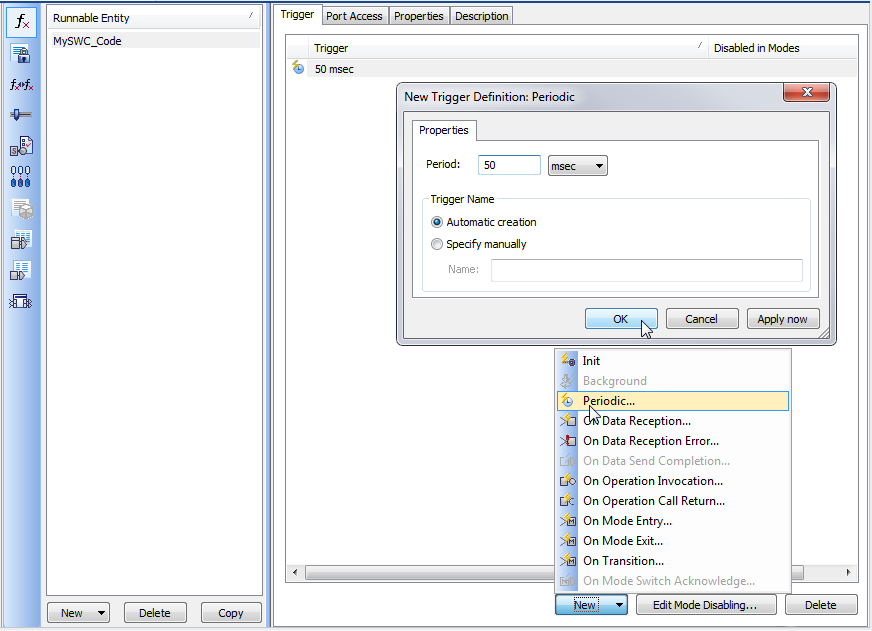 Runnable Entity
MySWC_Code
New
Delete
Copy
Trigger
Port Access
Properties
Description
Trigger
Disabled in Modes
50 msec
New Trigger Definition: Periodic
Properties
Period:
50
msec
Trigger Name
Automatic creation
Specify manually
Name:
OK
Cancel
Apply now
Init
Background
Periodic...
On Data Reception...
On Data Reception Error...
On Data Send Completion...
On Operation Invocation...
On Operation Call Return...
On Mode Entry...
On Mode Exit...
On Transition...
On Mode Switch Acknowledge...
New
Edit Mode Disabling...
Delete